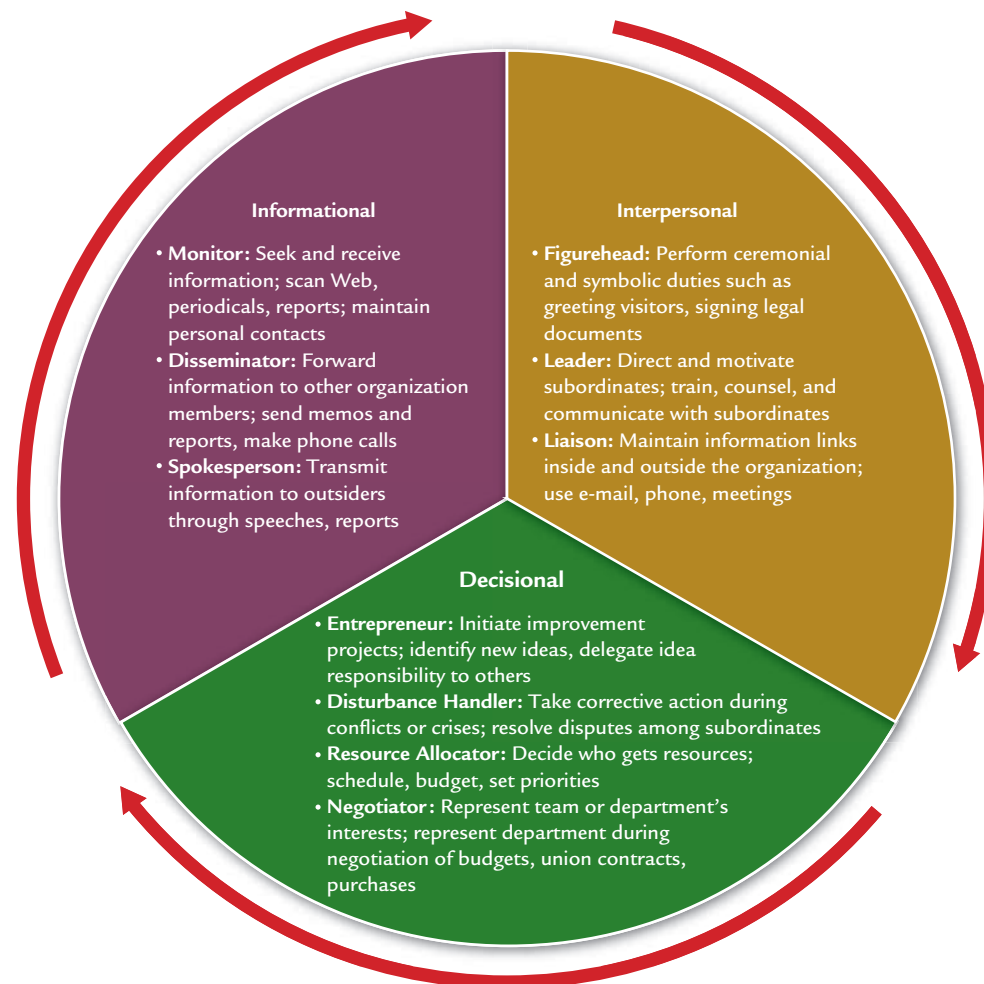 Informational
• Monitor: Seek and receive
information; scan Web,
periodicals, reports; maintain
personal contacts
• Disseminator: Forward
information to other organization
members; send memos and
reports, make phone calls
• Spokesperson: Transmit
information to outsiders
through speeches, reports
Interpersonal
• Figurehead: Perform ceremonial
and symbolic duties such as
greeting visitors, signing legal
documents
• Leader: Direct and motivate
subordinates; train, counsel, and
communicate with subordinates
• Liaison: Maintain information links
inside and outside the organization;
use e-mail, phone, meetings
Decisional
• Entrepreneur: Initiate improvement
projects; identify new ideas, delegate idea
responsibility to others
• Disturbance Handler: Take corrective action during
conflicts or crises; resolve disputes among subordinates
• Resource Allocator: Decide who gets resources;
schedule, budget, set priorities
• Negotiator: Represent team or department’s
interests; represent department during
negotiation of budgets, union contracts,
purchases